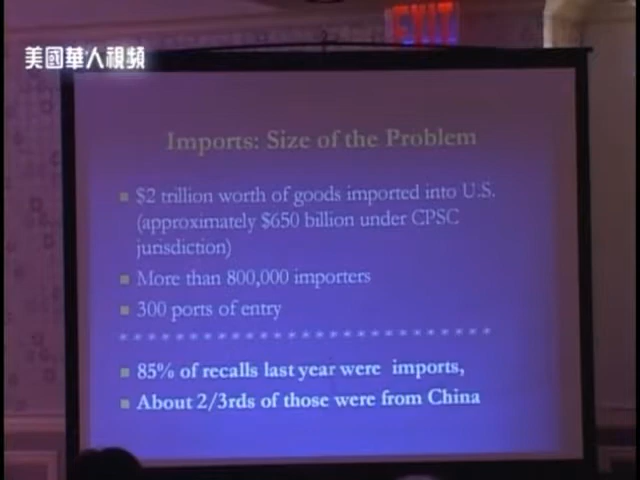 EXIT
美國華人視頻
Imports: Size of the Problem
$2 trillion worth of goods imported into U.S.
(approximately $650 billion under CPSC
jurisdiction)
More than 800,000 importers
300 ports of entry
* * * * * * * * * * * * * * * * * * * * * * * * * * *
85% of recalls last year were imports,
About 2/3rds of those were from China